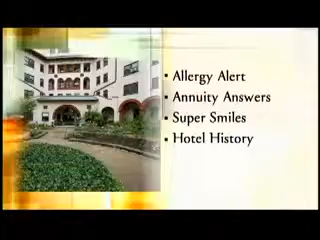 • Allergy Alert
• Annuity Answers
• Super Smiles
• Hotel History